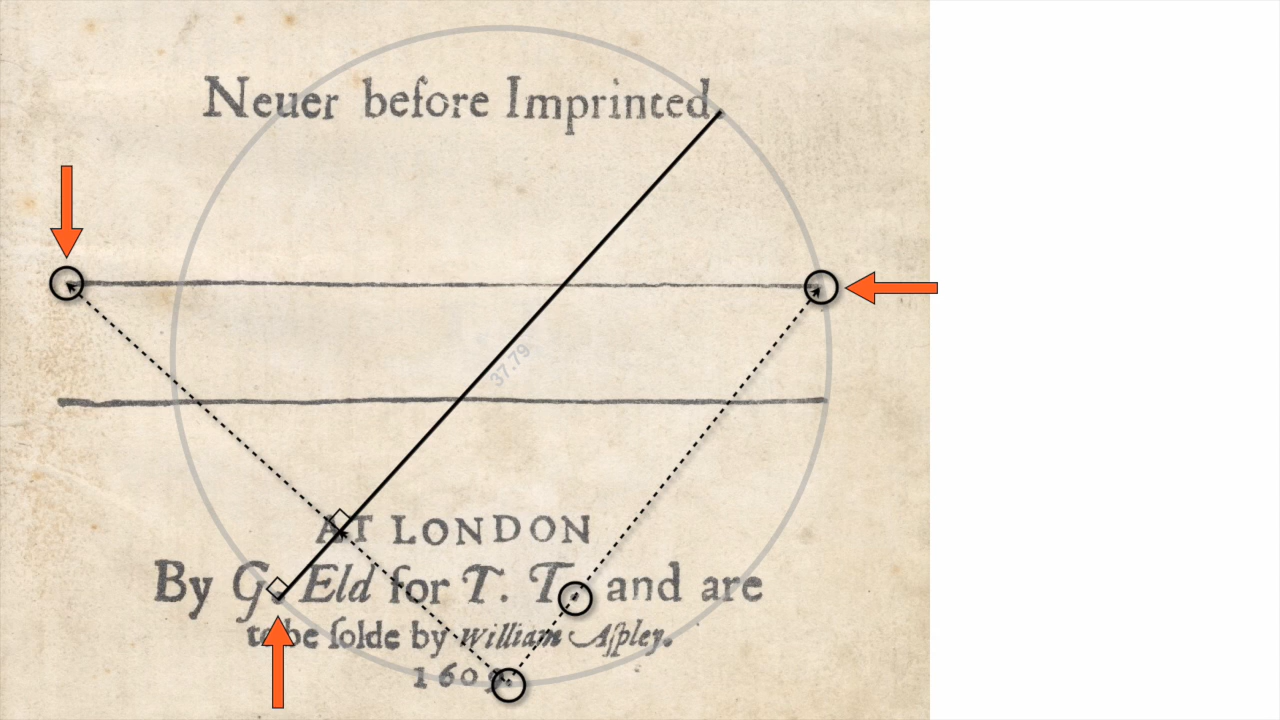 Neuer before Imprinted.
37.79
AT LONDON
By G. Eld for T. T. and are
to be ſolde by William Aſpley.
1609.